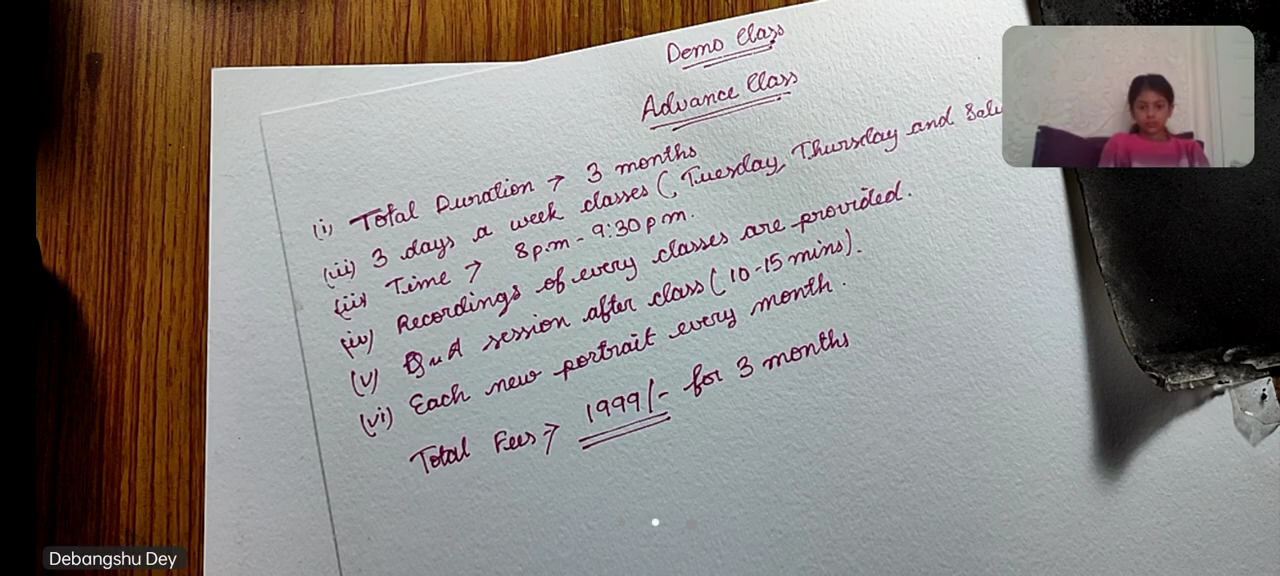 Demo Class
Advance Class
(i) Total Duration → 3 months
(iii) 3 days a week classes (Tuesday, Thursday and
(iii) Time → 8 p.m - 9:30 p m.
(iv) Recordings of every classes are provided.
(v) QnA session after class (10-15 mins).
(vi) Each new portrait every month.
Total Fees → 1999/- for 3 months
Debangshu Dey